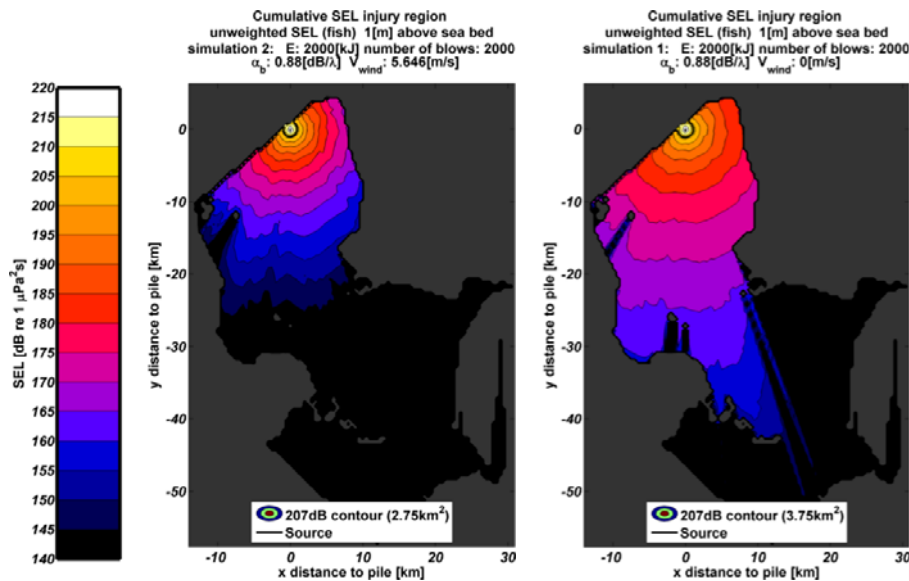 Cumulative SEL injury region
unweighted SEL (fish) 1[m] above sea bed
simulation 2: E: 2000[kJ] number of blows: 2000
α_b: 0.88[dB/λ] V_wind: 5.646[m/s]
Cumulative SEL injury region
unweighted SEL (fish) 1[m] above sea bed
simulation 1: E: 2000[kJ] number of blows: 2000
α_b: 0.88[dB/λ] V_wind: 0[m/s]
SEL [dB re 1 μPa²s]
220
215
210
205
200
195
190
185
180
175
170
165
160
155
150
145
140
y distance to pile [km]
0
-10
-20
-30
-40
-50
207dB contour (2.75km²)
Source
-10 0 10 20 30
x distance to pile [km]
y distance to pile [km]
0
-10
-20
-30
-40
-50
207dB contour (3.75km²)
Source
-10 0 10 20 30
x distance to pile [km]